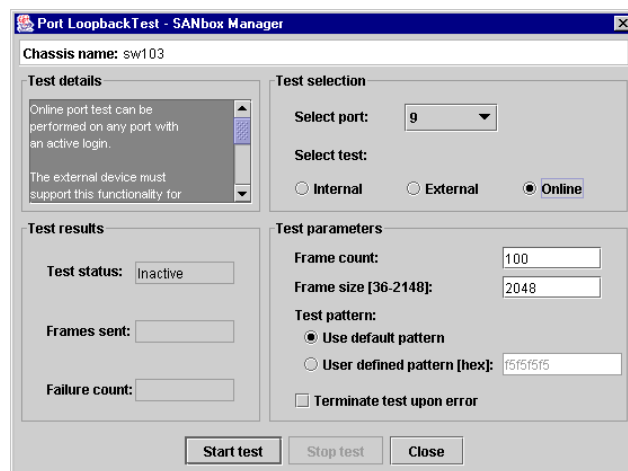 Port LoopbackTest - SANbox Manager
Chassis name: sw103
Test details
Online port test can be
performed on any port with
an active login.
The external device must
support this functionality for
Test selection
Select port: 9
Select test:
Internal External Online
Test results
Test status: Inactive
Frames sent:
Failure count:
Test parameters
Frame count: 100
Frame size [36-2148]: 2048
Test pattern:
Use default pattern
User defined pattern [hex]: f5f5f5f5
Terminate test upon error
Start test Stop test Close